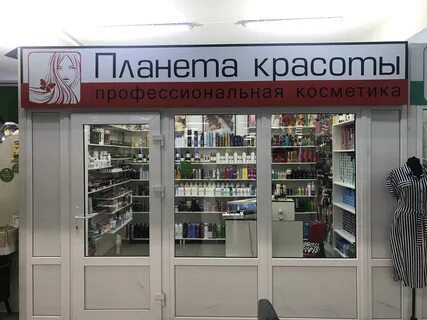 Планета красоты
профессиональная косметика